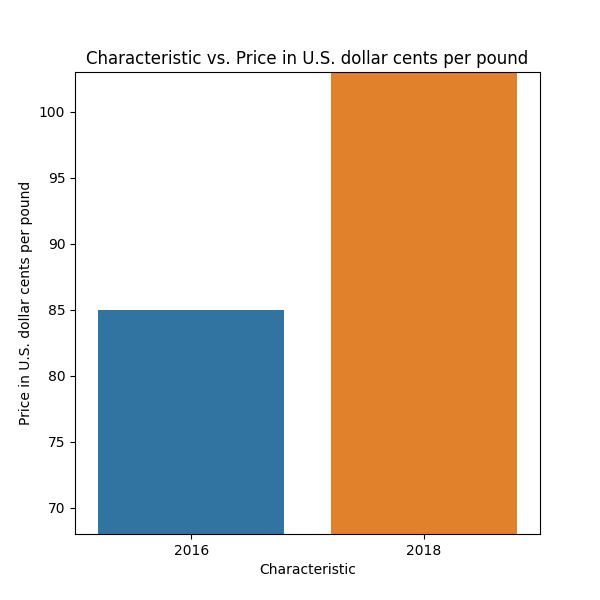 Characteristic vs. Price in U.S. dollar cents per pound
Price in U.S. dollar cents per pound
100
95
90
85
80
75
70
2016 2018
Characteristic